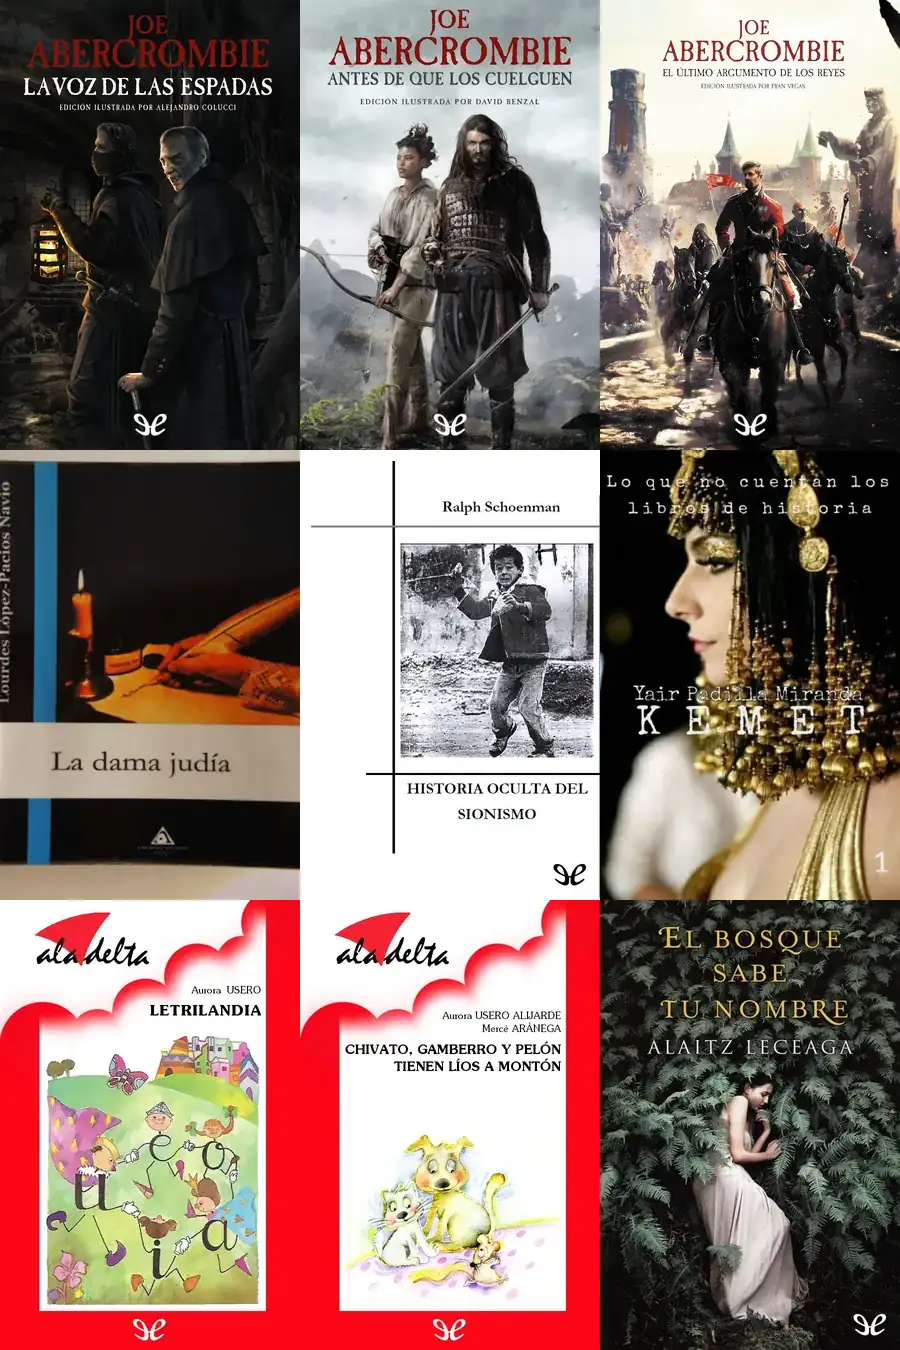 JOE
ABERCROMBIE
LA VOZ DE LAS ESPADAS
EDICIÓN ILUSTRADA POR ALEJANDRO COLUCCI
JOE
ABERCROMBIE
ANTES DE QUE LOS CUELGUEN
EDICIÓN ILUSTRADA POR DAVID BENZAL
JOE
ABERCROMBIE
EL ÚLTIMO ARGUMENTO DE LOS REYES
EDICIÓN ILUSTRADA POR FRAN VEGAS
Lourdes López-Pacios Navío
La dama judía
Ralph Schoenman
HISTORIA OCULTA DEL
SIONISMO
Lo que no cuentan los
libros de historia
Yair Padilla Miranda
KEMET
1
ala delta
Aurora USERO
LETRILANDIA
e
o
u
i
a
ala delta
Aurora USERO ALIJARDE
Mercé ARÀNEGA
CHIVATO, GAMBERRO Y PELÓN
TIENEN LÍOS A MONTÓN
EL BOSQUE
SABE
TU NOMBRE
ALAITZ LECEAGA